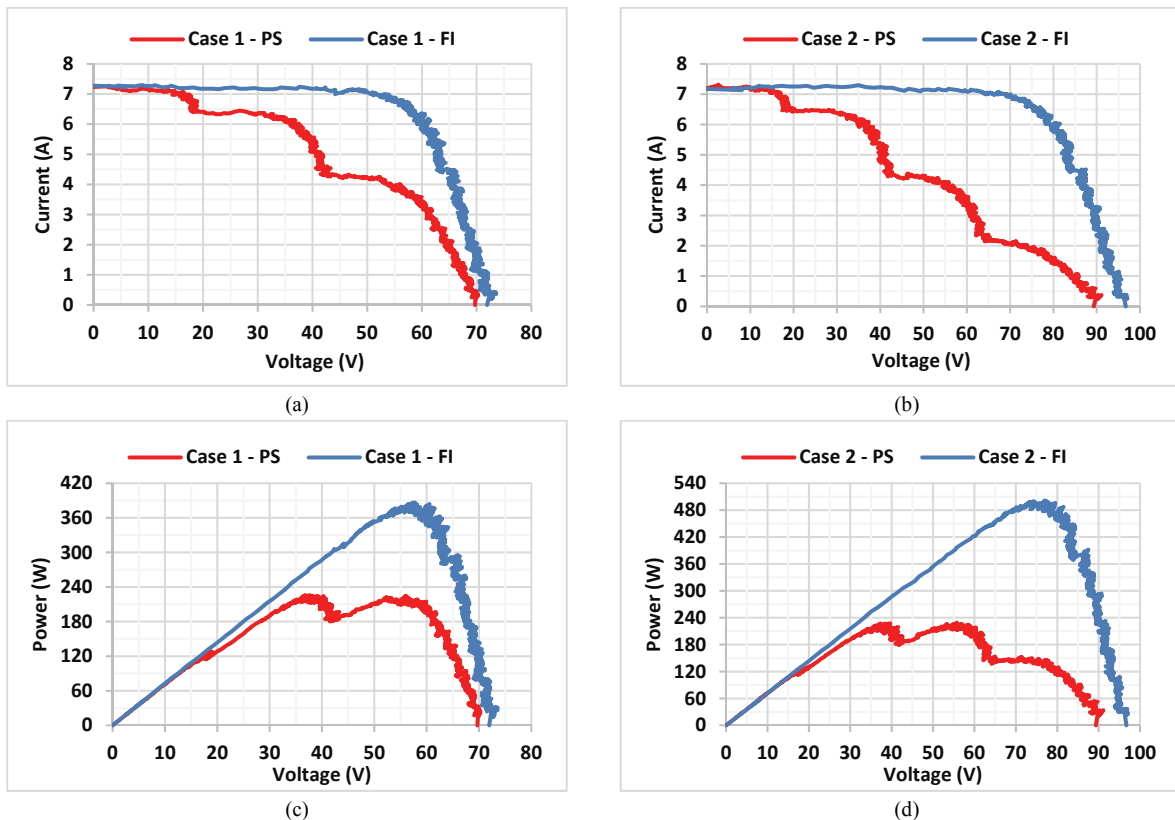 Case 1 - PS Case 1 - FI
8
7
6
5
4
3
2
1
0
Current (A)
0 10 20 30 40 50 60 70 80
Voltage (V)
(a)
Case 2 - PS Case 2 - FI
8
7
6
5
4
3
2
1
0
Current (A)
0 10 20 30 40 50 60 70 80 90 100
Voltage (V)
(b)
Case 1 - PS Case 1 - FI
420
360
300
240
180
120
60
0
Power (W)
0 10 20 30 40 50 60 70 80
Voltage (V)
(c)
Case 2 - PS Case 2 - FI
540
480
420
360
300
240
180
120
60
0
Power (W)
0 10 20 30 40 50 60 70 80 90 100
Voltage (V)
(d)